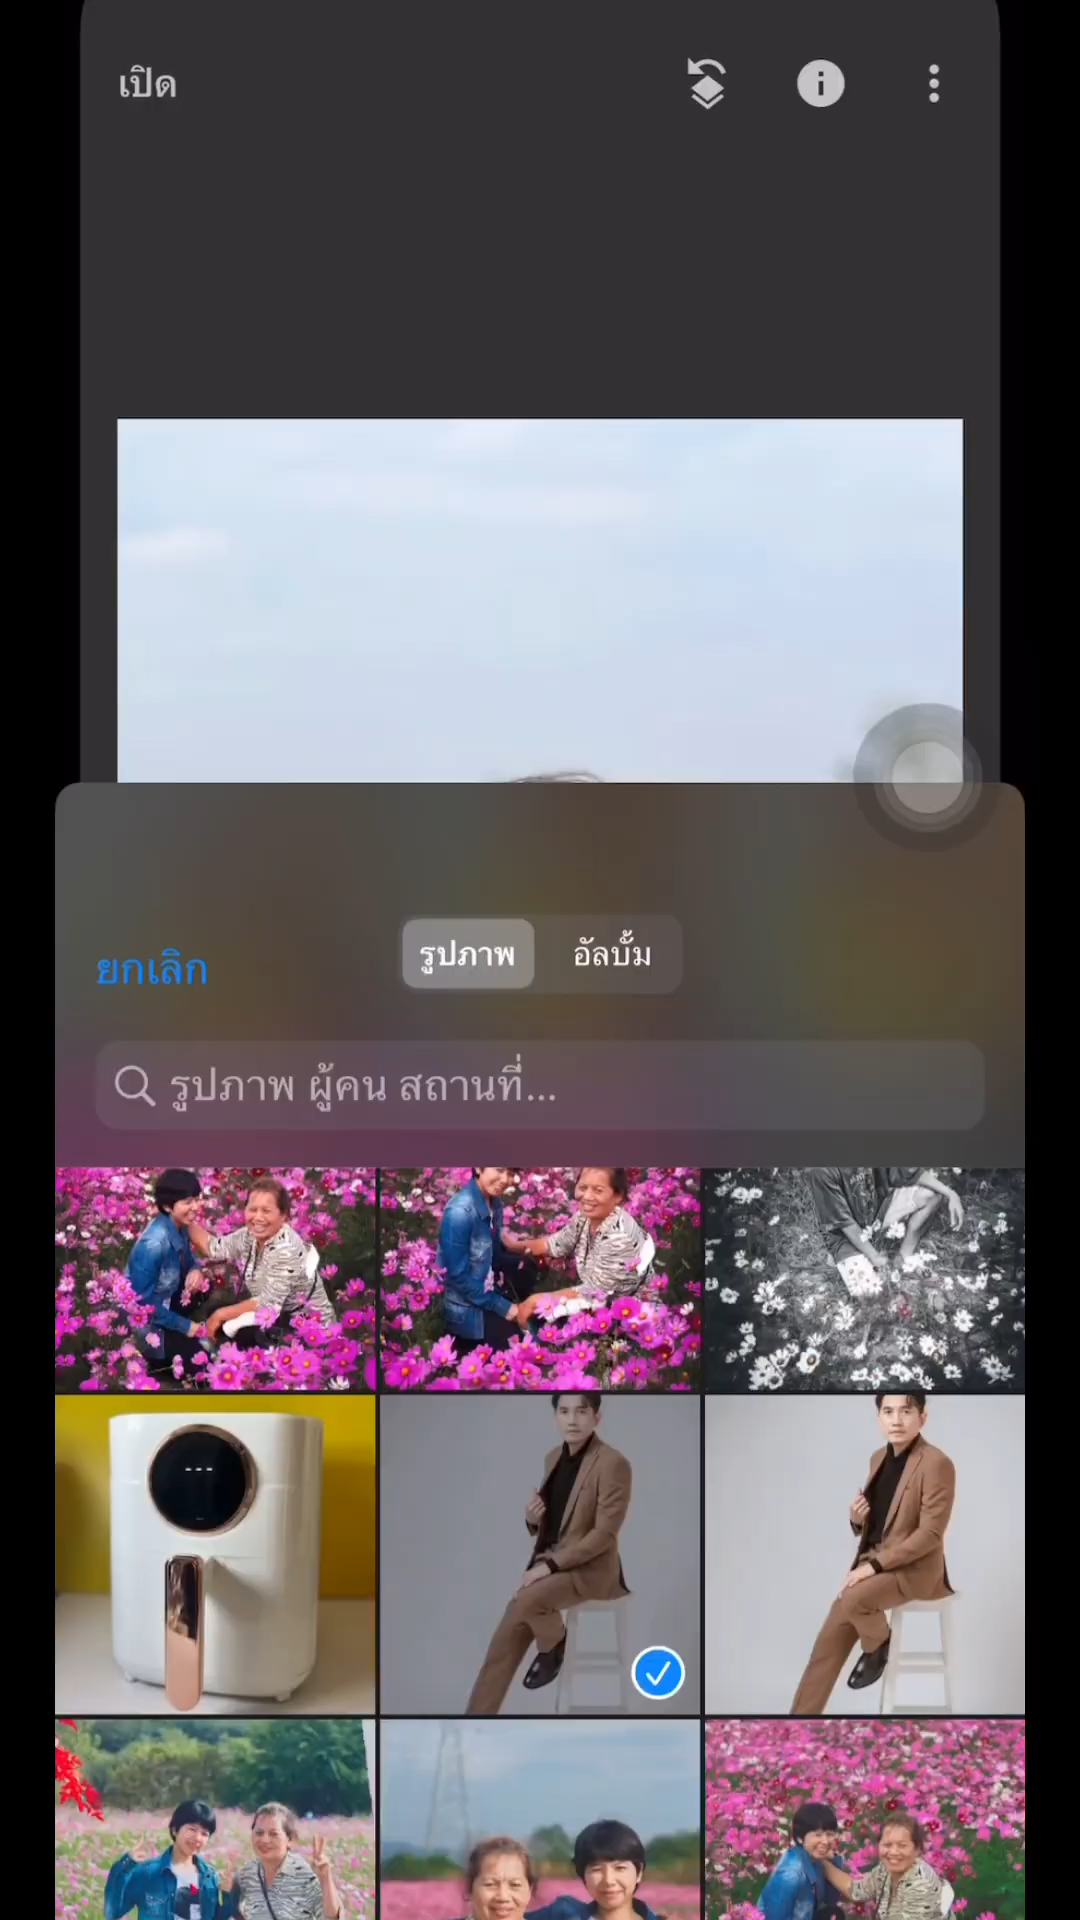 เปิด
ยกเลิก
รูปภาพ
อัลบั้ม
รูปภาพ ผู้คน สถานที่...